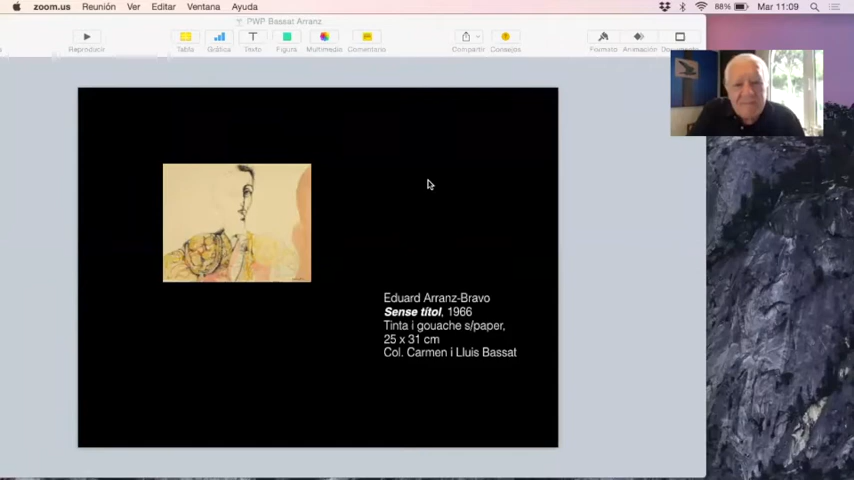 zoom.us Reunión Ver Editar Ventana Ayuda 88% Mar 11:09
PWP Bassat Arranz
Reproducir Tabla Gráfica Texto Figura Multimedia Comentario Compartir Consejos Formato Animación
Eduard Arranz-Bravo
Sense títol, 1966
Tinta i gouache s/paper,
25 x 31 cm
Col. Carmen i Lluis Bassat